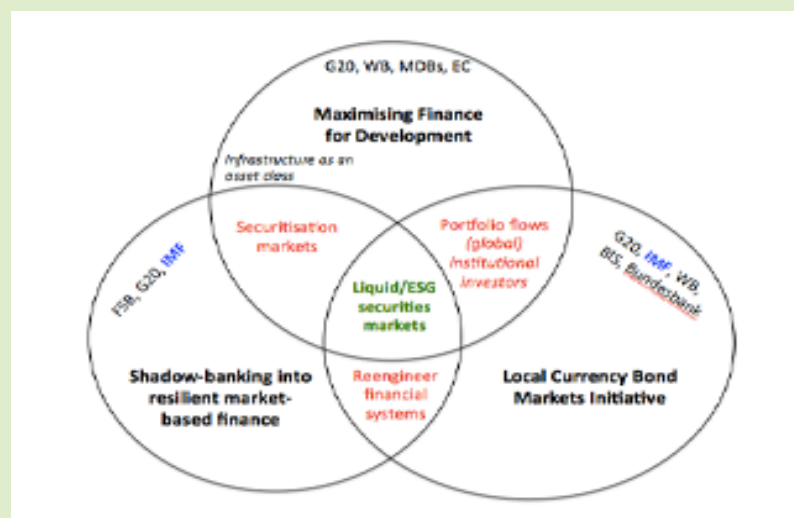 G20, WB, MDBs, EC
Maximising Finance
for Development
Infrastructure as an
asset class
Securitisation
markets
Portfolio flows
(global)
institutional
investors
FSB, G20, IMF
G20, IMF, WB,
BIS, Bundesbank
Liquid/ESG
securities
markets
Shadow-banking into
resilient market-
based finance
Reengineer
financial
systems
Local Currency Bond
Markets Initiative